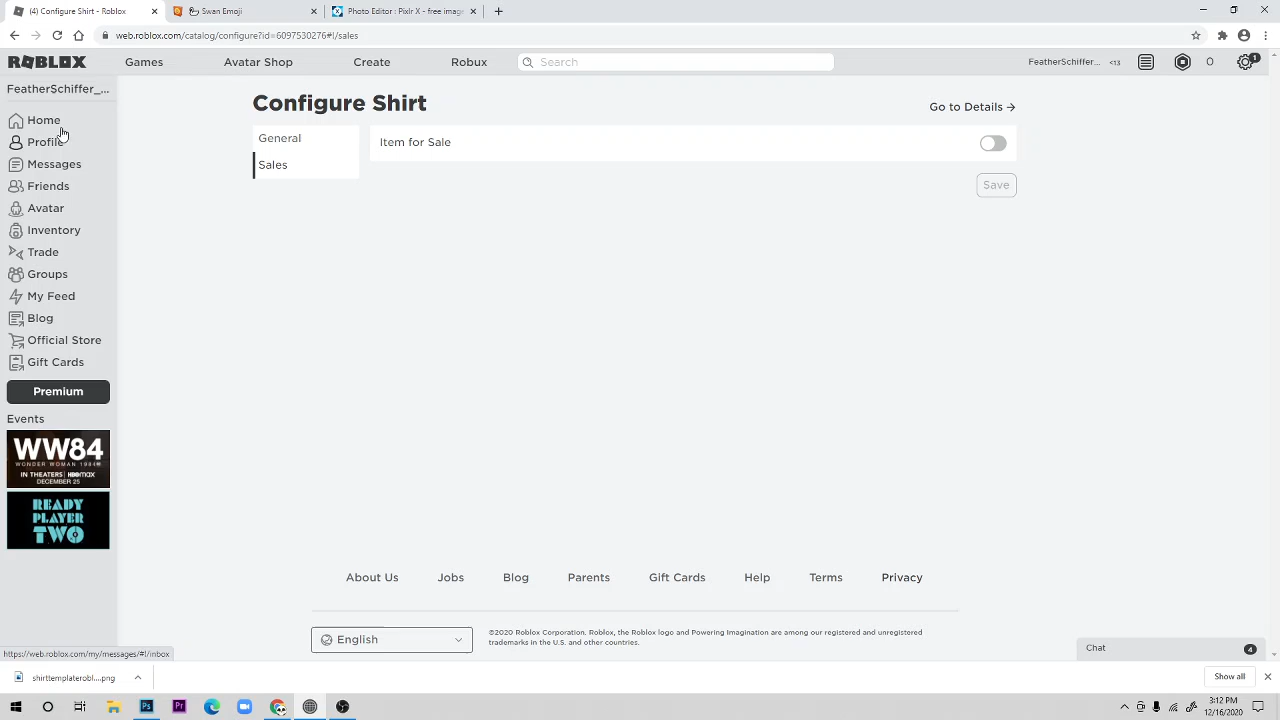 (4) Configure Shirt - Roblox
Swan Emoji
Photo Editor : Pixlr X - free image
web.roblox.com/catalog/configure?id=6097530276#!/sales
ROBLOX
Games
Avatar Shop
Create
Robux
Search
FeatherSchiffer... <13
0
1
FeatherSchiffer_...
Home
Profile
Messages
Friends
Avatar
Inventory
Trade
Groups
My Feed
Blog
Official Store
Gift Cards
Premium
Events
WW84
WONDER WOMAN 1984
IN THEATERS HBOMAX
DECEMBER 25
READY
PLAYER
TWO
Configure Shirt
Go to Details →
General
Sales
Item for Sale
Save
About Us
Jobs
Blog
Parents
Gift Cards
Help
Terms
Privacy
English
©2020 Roblox Corporation. Roblox, the Roblox logo and Powering Imagination are among our registered and unregistered
trademarks in the U.S. and other countries.
Chat
4
https://web.roblox.com/my/messages/#!/inbox
shirttemplaterobl....png
Show all
Ps
Pr
3:12 PM
12/16/2020